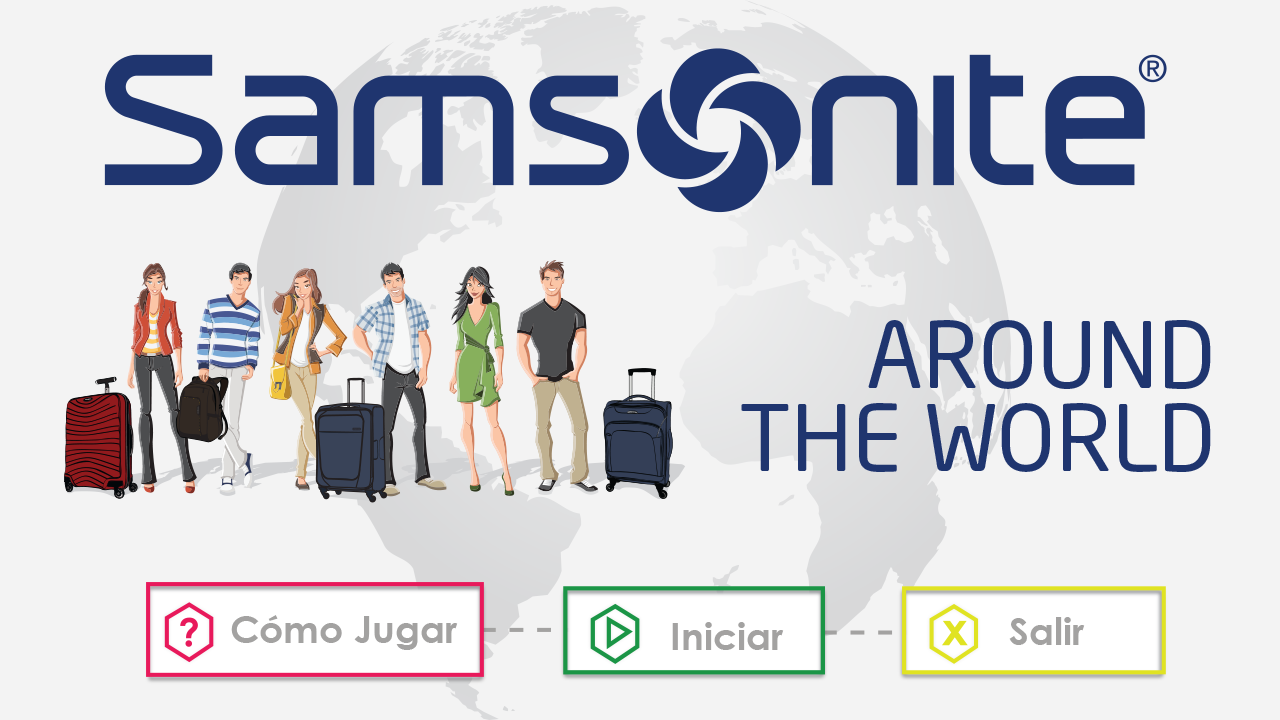 Samsonite®
AROUND
THE WORLD
? Cómo Jugar
Iniciar
X Salir